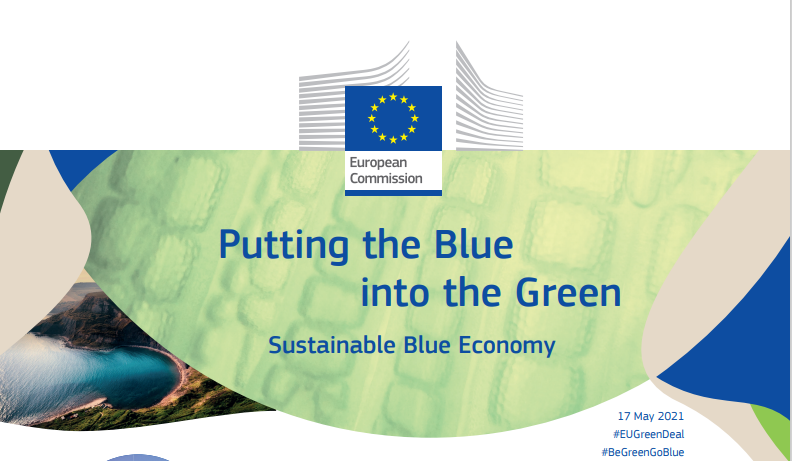 European
Commission
Putting the Blue
into the Green
Sustainable Blue Economy
17 May 2021
#EUGreenDeal
#BeGreenGoBlue